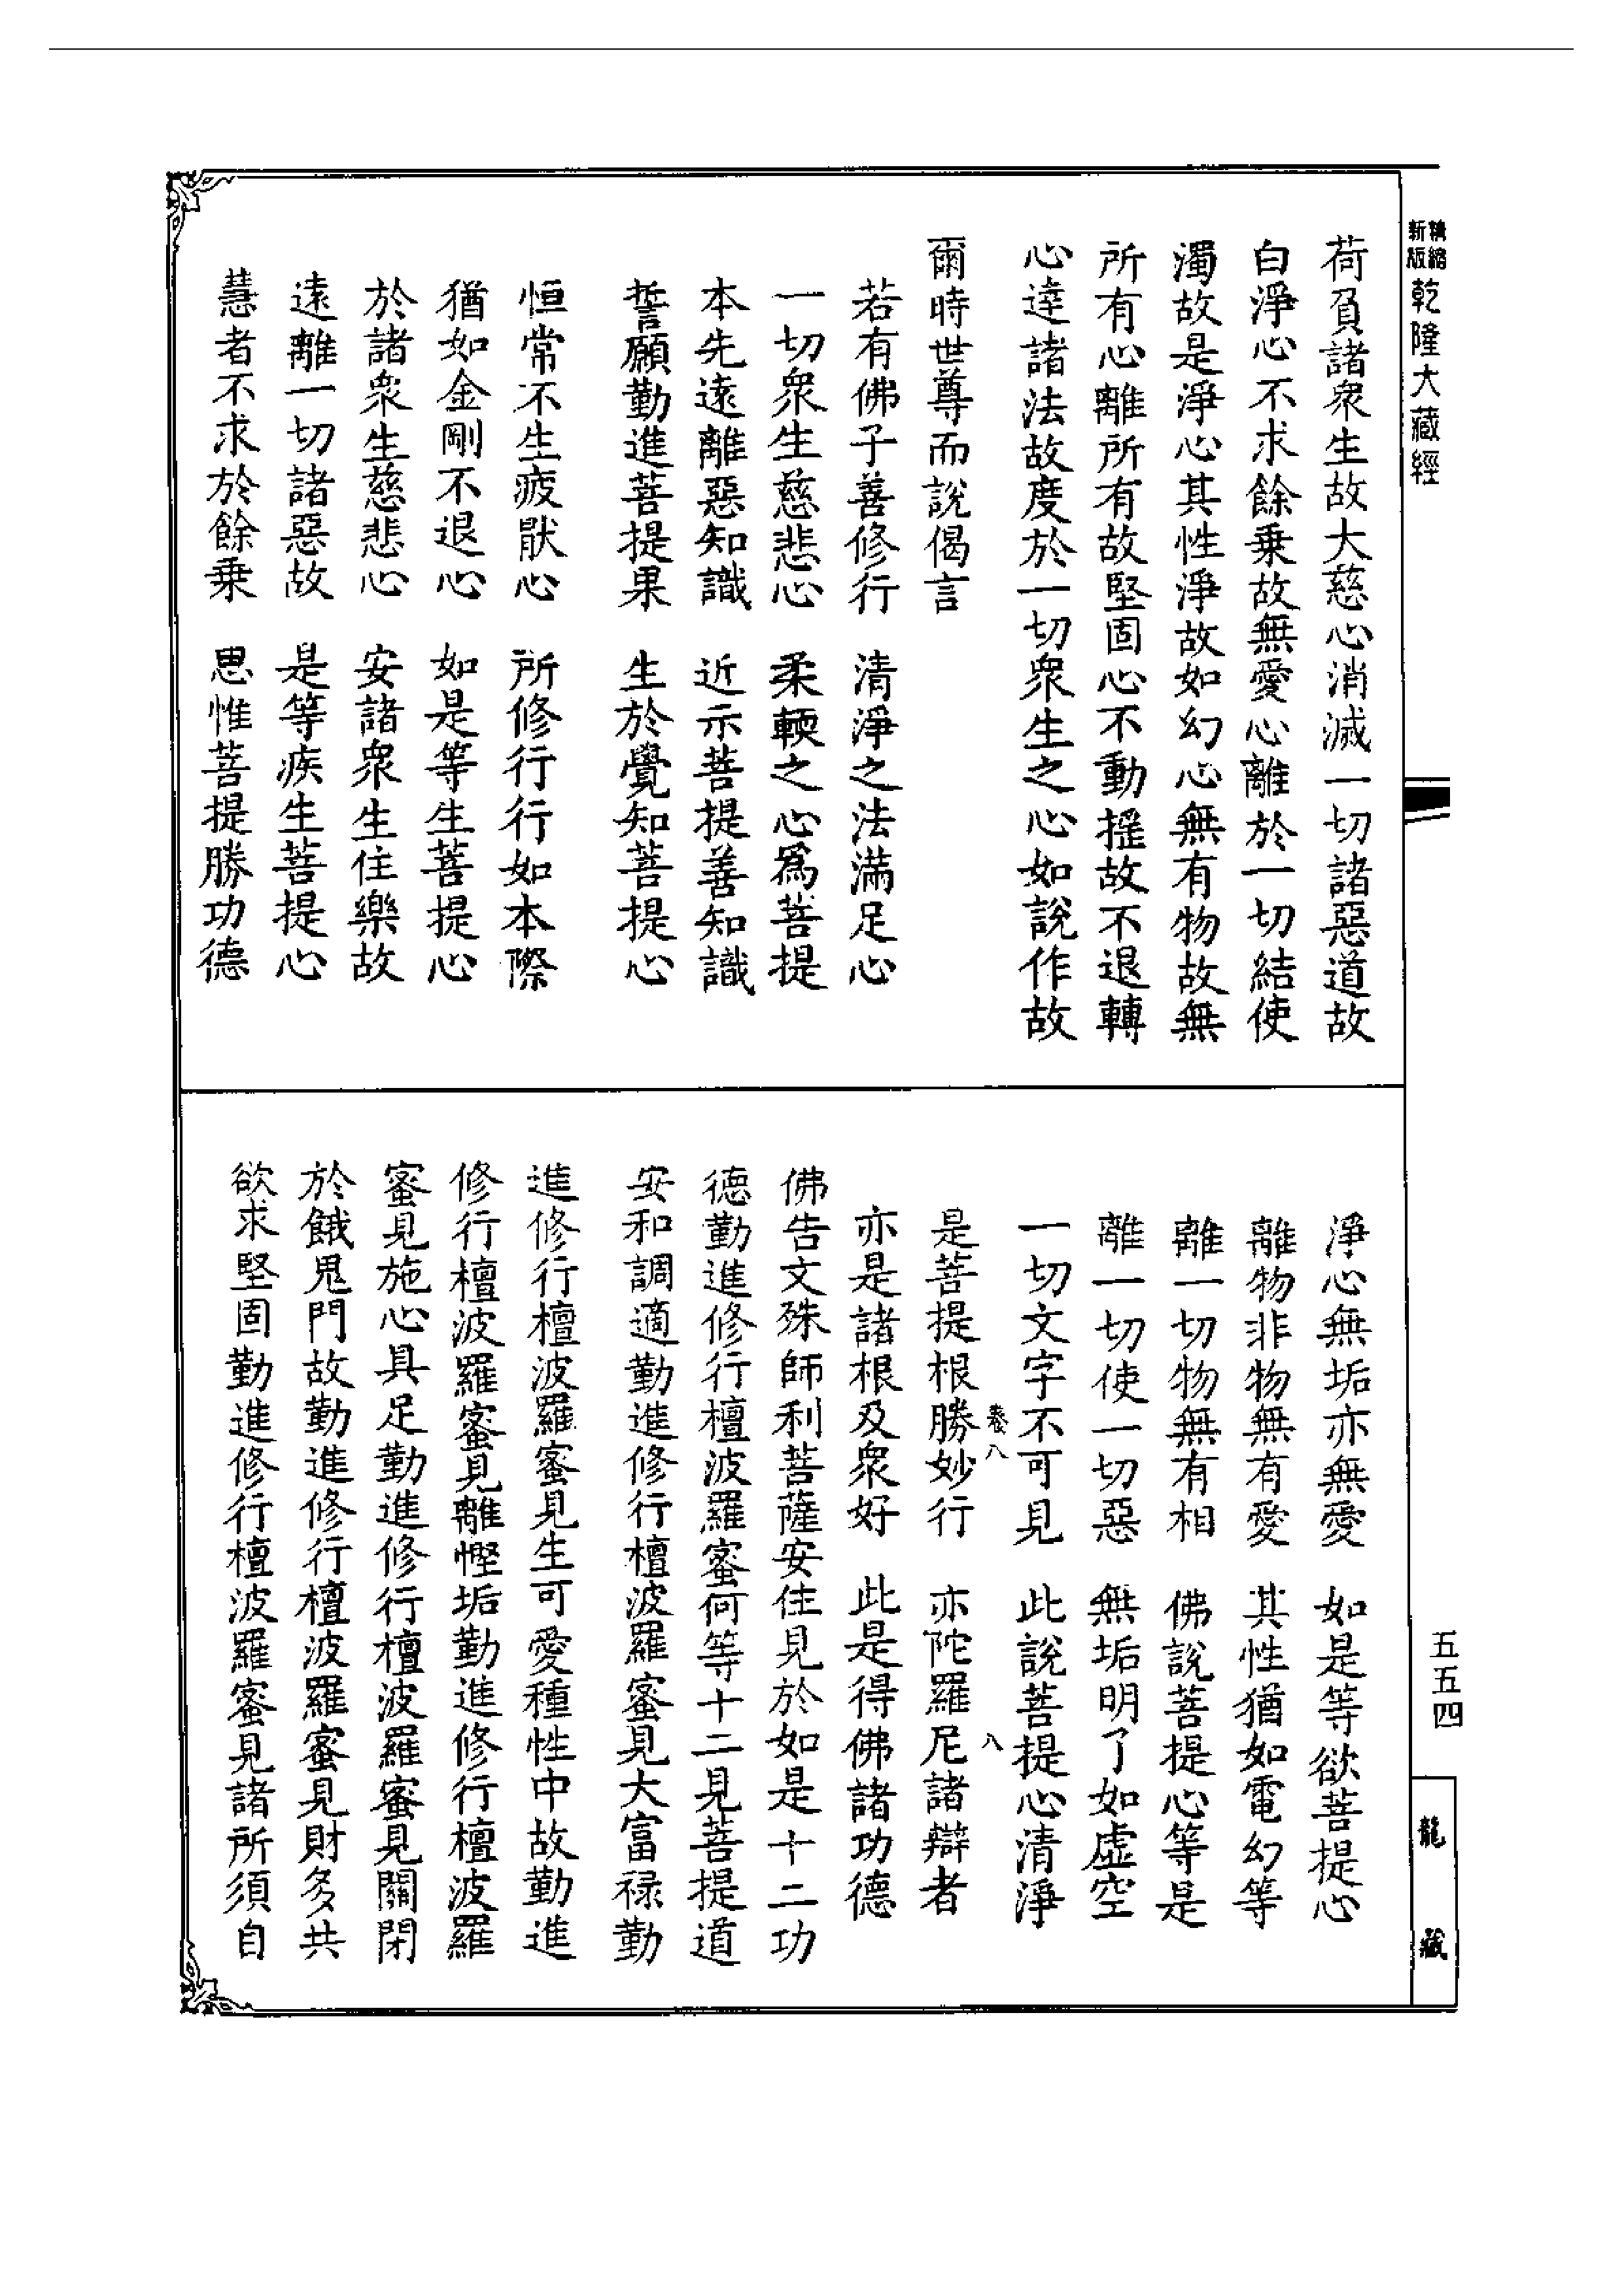 新版精縮乾隆大藏經
荷負諸衆生故大慈心消滅一切諸惡道故
白淨心不求餘乗故無愛心離於一切結使
濁故是淨心其性淨故如幻心無有物故無
所有心離所有故堅固心不動摇故不退轉
心達諸法故度於一切衆生之心如說作故
爾時世尊而說偈言
若有佛子善修行　清淨之法滿足心
一切衆生慈悲心　柔輭之心爲菩提
本先遠離惡知識　近示菩提善知識
誓願勤進菩提果　生於覺知菩提心
恒常不生疲厭心　所修行行如本際
猶如金剛不退心　如是等生菩提心
於諸衆生慈悲心　安諸衆生住樂故
遠離一切諸惡故　是等疾生菩提心
慧者不求於餘乗　思惟菩提勝功德
淨心無垢亦無愛　如是等欲菩提心
離物非物無有愛　其性猶如電幻等
離一切物無有相　佛說菩提心等是
離一切使一切惡　無垢明了如虚空
一切文字不可見　此說菩提心清淨
卷八　八
是菩提根勝妙行　亦陀羅尼諸辯者
亦是諸根及衆好　此是得佛諸功德
佛告文殊師利菩薩安住見於如是十二功
德勤進修行檀波羅蜜何等十二見菩提道
安和調適勤進修行檀波羅蜜見大富禄勤
進修行檀波羅蜜見生可愛種性中故勤進
修行檀波羅蜜見離慳垢勤進修行檀波羅
蜜見施心具足勤進修行檀波羅蜜見關閉
於餓鬼門故勤進修行檀波羅蜜見財多共
欲求堅固勤進修行檀波羅蜜見諸所須自
五五四
龍藏